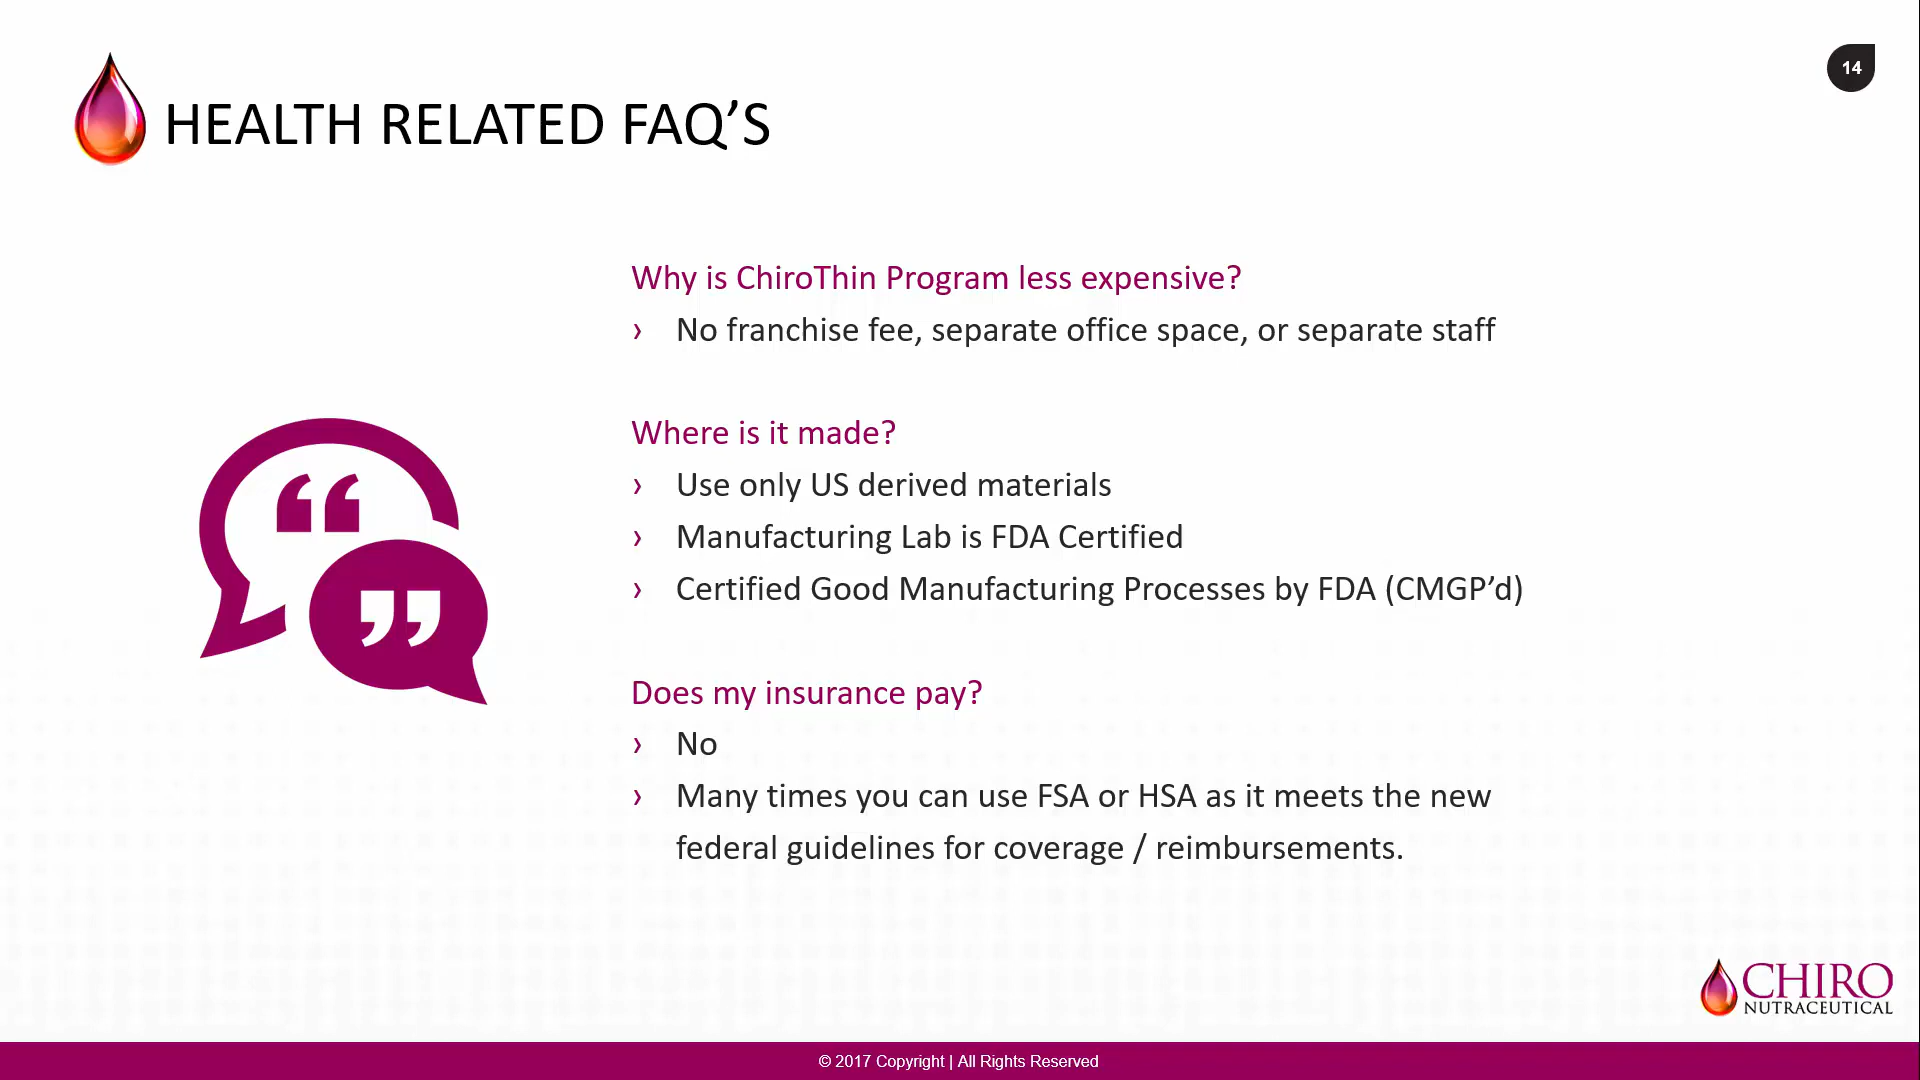 14
HEALTH RELATED FAQ’S
Why is ChiroThin Program less expensive?
› No franchise fee, separate office space, or separate staff
Where is it made?
› Use only US derived materials
› Manufacturing Lab is FDA Certified
› Certified Good Manufacturing Processes by FDA (CMGP’d)
Does my insurance pay?
› No
› Many times you can use FSA or HSA as it meets the new
federal guidelines for coverage / reimbursements.
CHIRO
NUTRACEUTICAL
© 2017 Copyright | All Rights Reserved